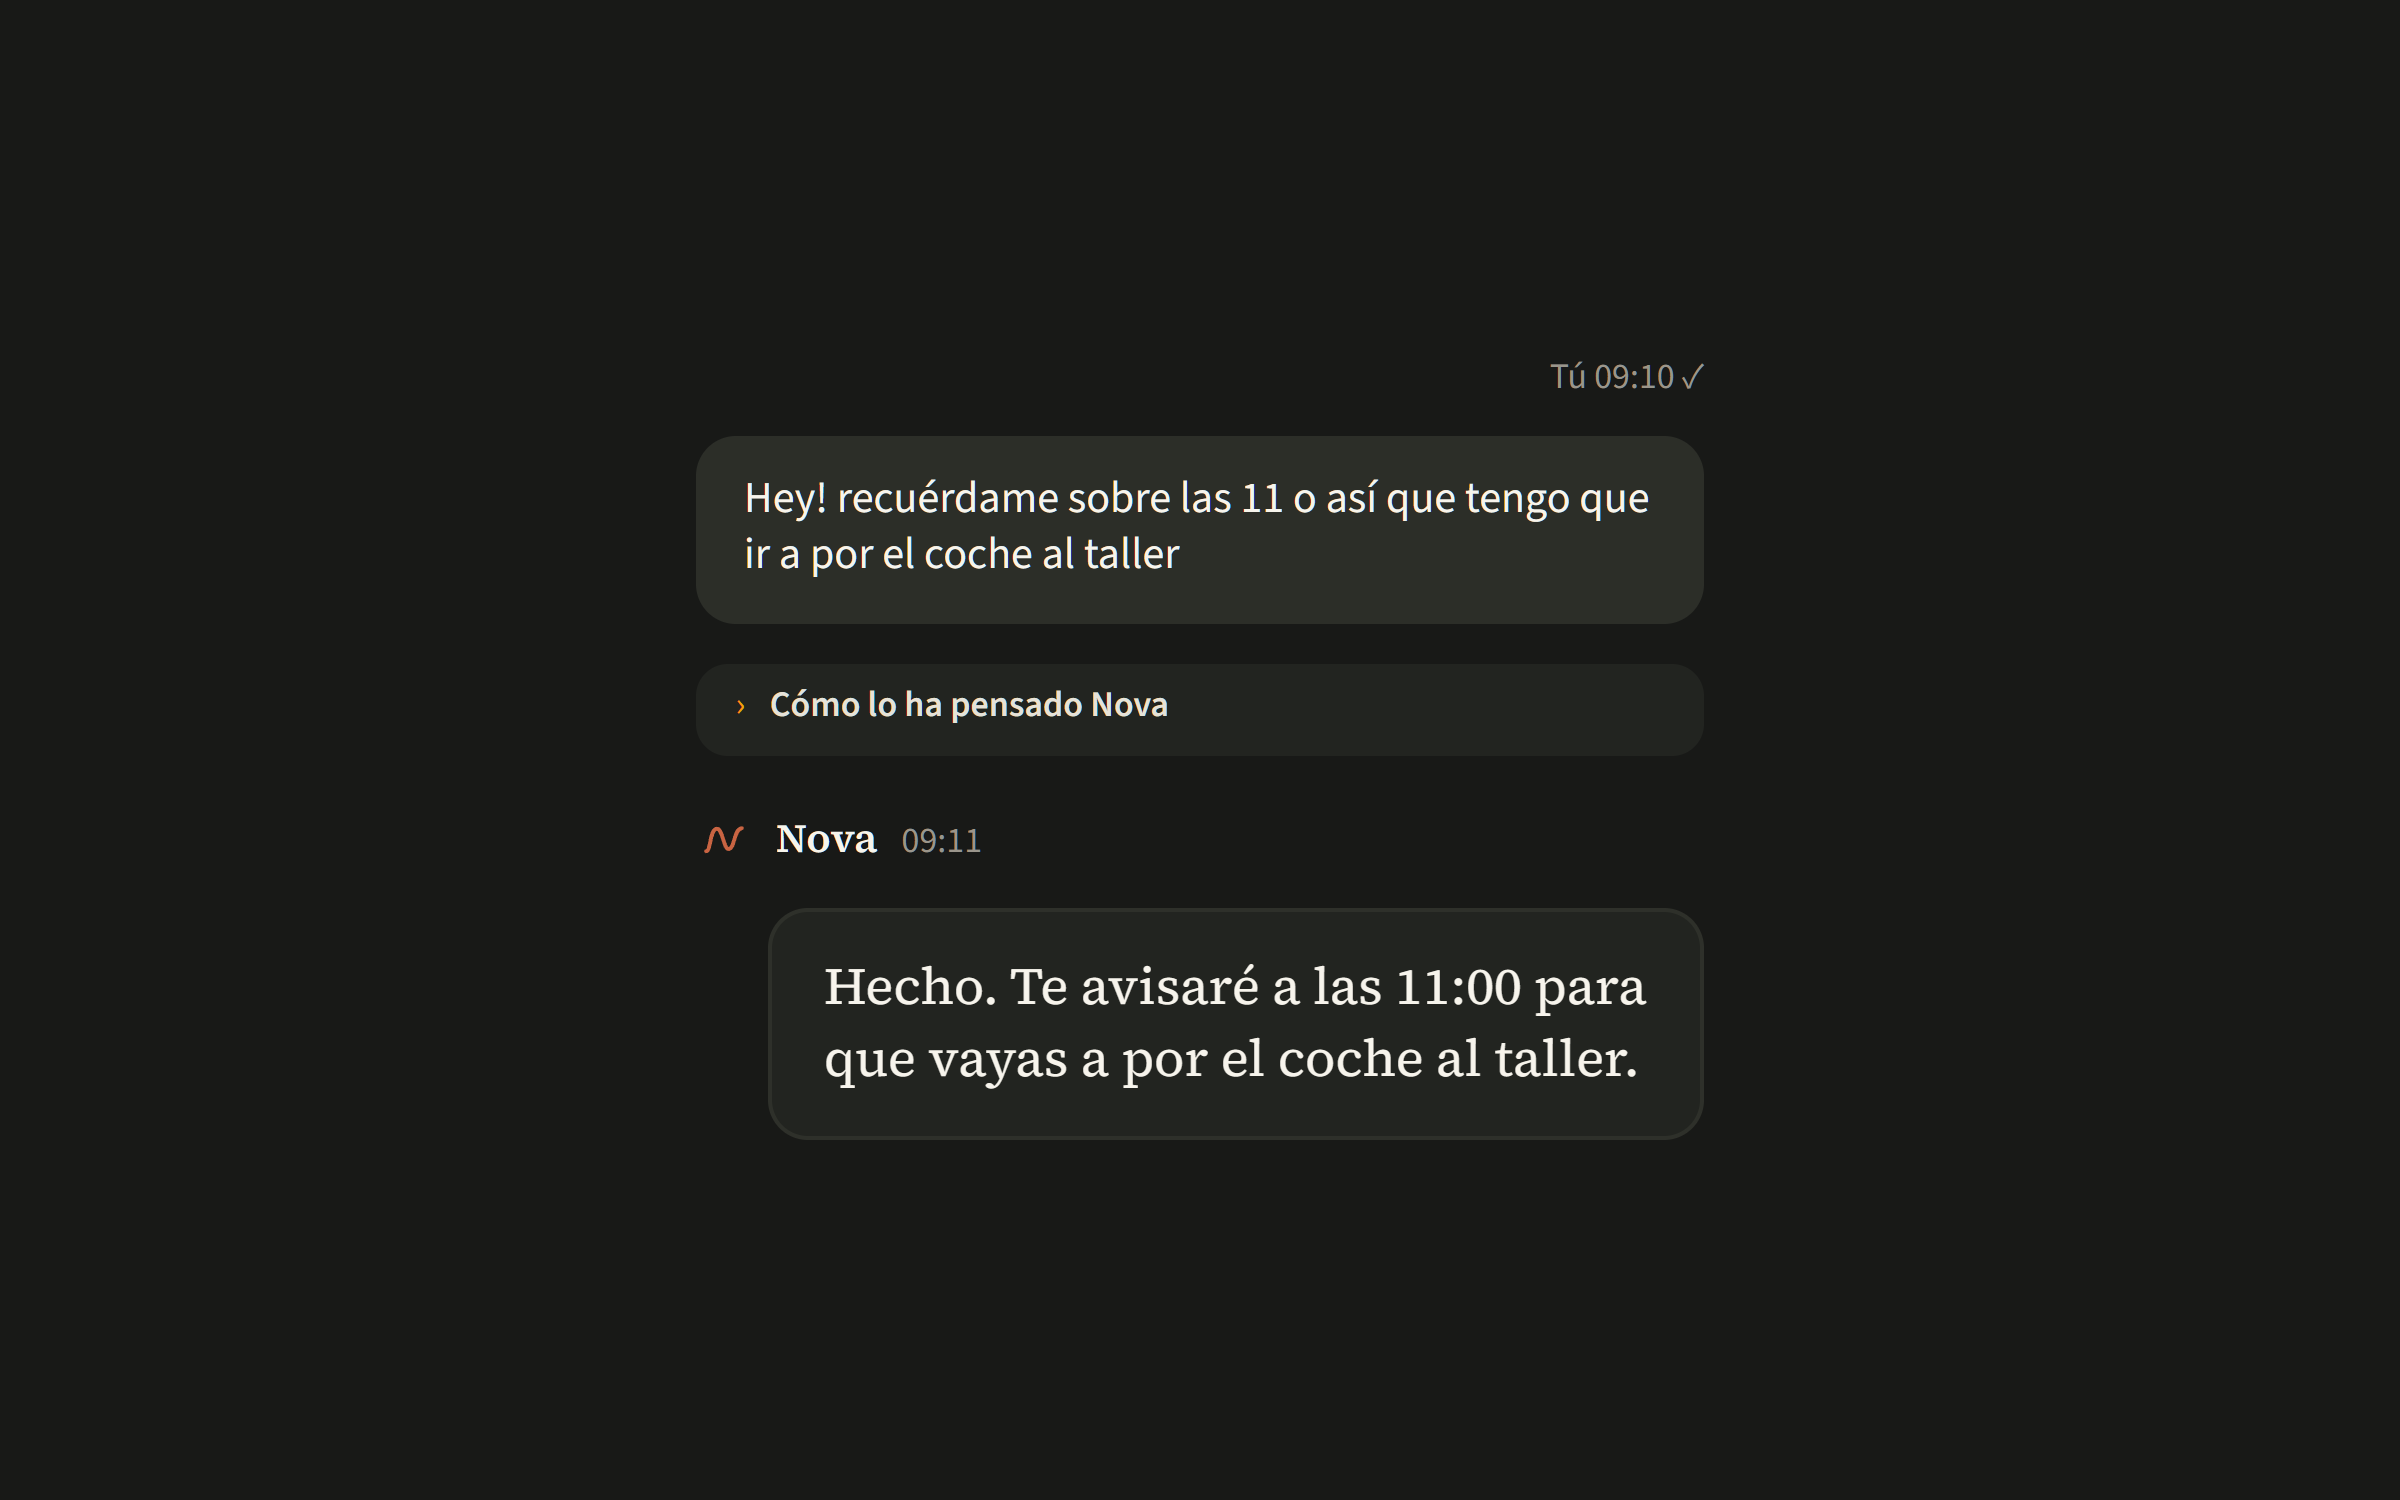 Tú 09:10 ✓
Hey! recuérdame sobre las 11 o así que tengo que
ir a por el coche al taller
› Cómo lo ha pensado Nova
Nova 09:11
Hecho. Te avisaré a las 11:00 para
que vayas a por el coche al taller.